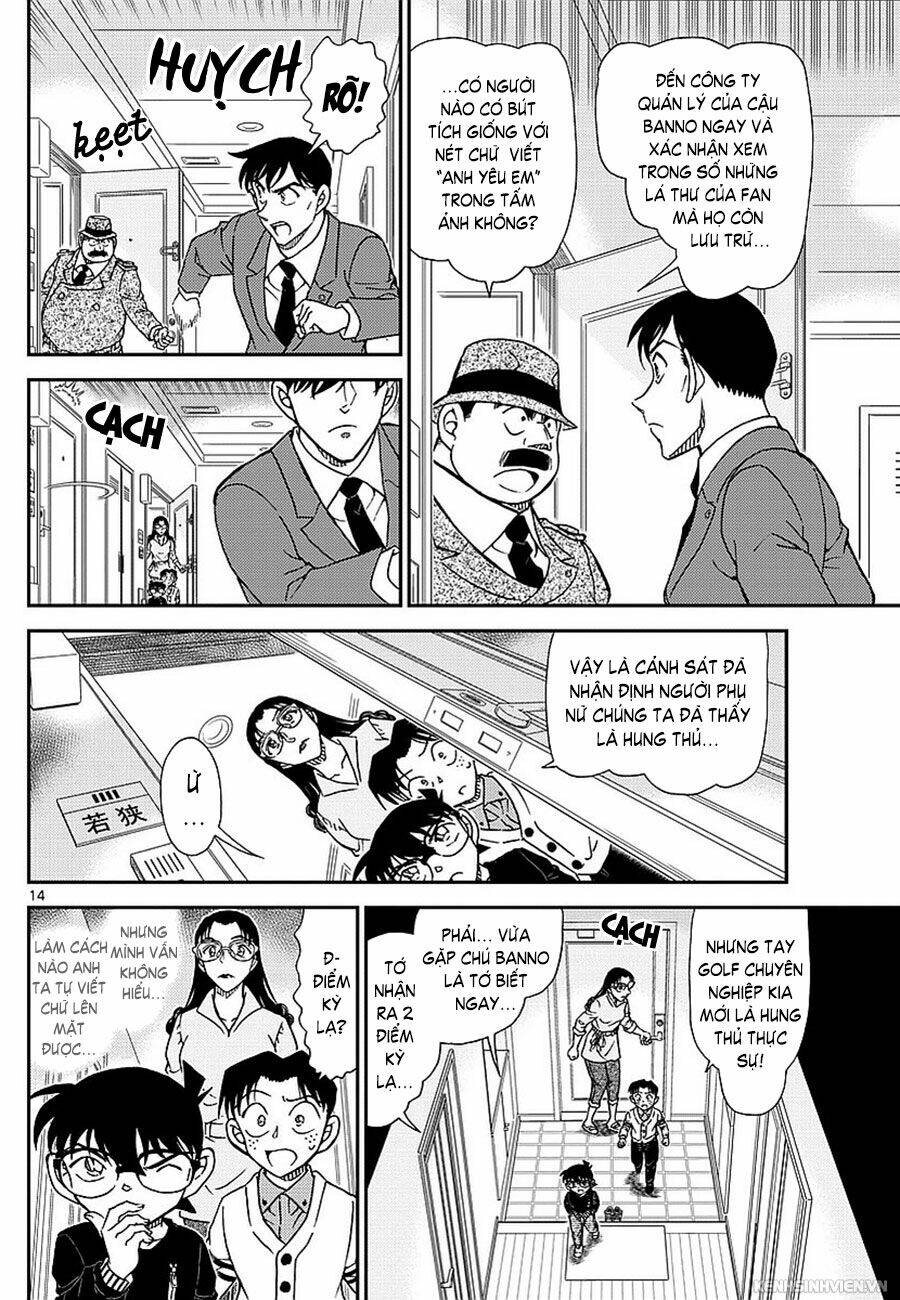 ĐẾN CÔNG TY
QUẢN LÝ CỦA CẬU
BANNO NGAY VÀ
XÁC NHẬN XEM
TRONG SỐ NHỮNG
LÁ THƯ CỦA FAN
MÀ HỌ CÒN
LƯU TRỮ...
...CÓ NGƯỜI
NÀO CÓ BÚT
TÍCH GIỐNG VỚI
NÉT CHỮ VIẾT
“ANH YÊU EM”
TRONG TẤM
ẢNH KHÔNG?
RÕ!
HUỴCH
kẹẹt
CẠCH
VẬY LÀ CẢNH SÁT ĐÃ
NHẬN ĐỊNH NGƯỜI PHỤ
NỮ CHÚNG TA ĐÃ THẤY
LÀ HUNG THỦ...
Ừ
...
若狭
14
NHƯNG TAY
GOLF CHUYÊN
NGHIỆP KIA
MỚI LÀ HUNG
THỦ THỰC
SỰ!
CẠCH
PHẢI... VỪA
GẶP CHÚ BANNO
LÀ TỚ BIẾT
NGAY...
TỚ
NHẬN
RA 2
ĐIỂM
KỲ
LẠ...
Đ-
ĐIỂM
KỲ
LẠ?
NHƯNG
MÌNH VẪN
KHÔNG
HIỂU...
LÀM CÁCH
NÀO ANH
TA TỰ VIẾT
CHỮ LÊN
MẶT
ĐƯỢC...
KENHSINHVIEN.VN